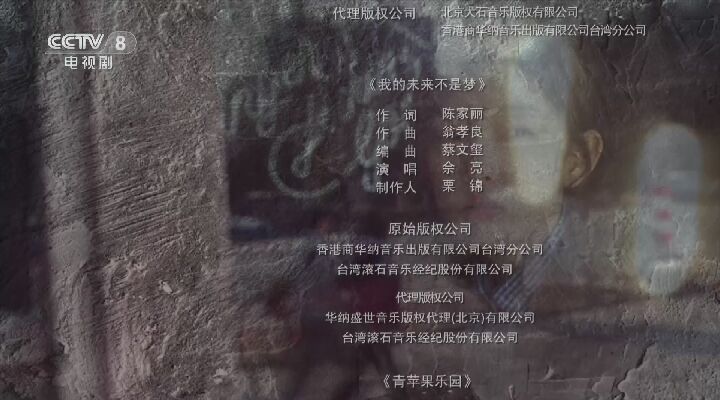 代理版权公司 北京天石音乐版权有限公司
香港商华纳音乐出版有限公司台湾分公司
CCTV 8
电视剧
《我的未来不是梦》
作 词 陈家丽
作 曲 翁孝良
编 曲 蔡文玺
演 唱 余 亮
制作人 栗 锦
原始版权公司
香港商华纳音乐出版有限公司台湾分公司
台湾滚石音乐经纪股份有限公司
代理版权公司
华纳盛世音乐版权代理(北京)有限公司
台湾滚石音乐经纪股份有限公司
《青苹果乐园》